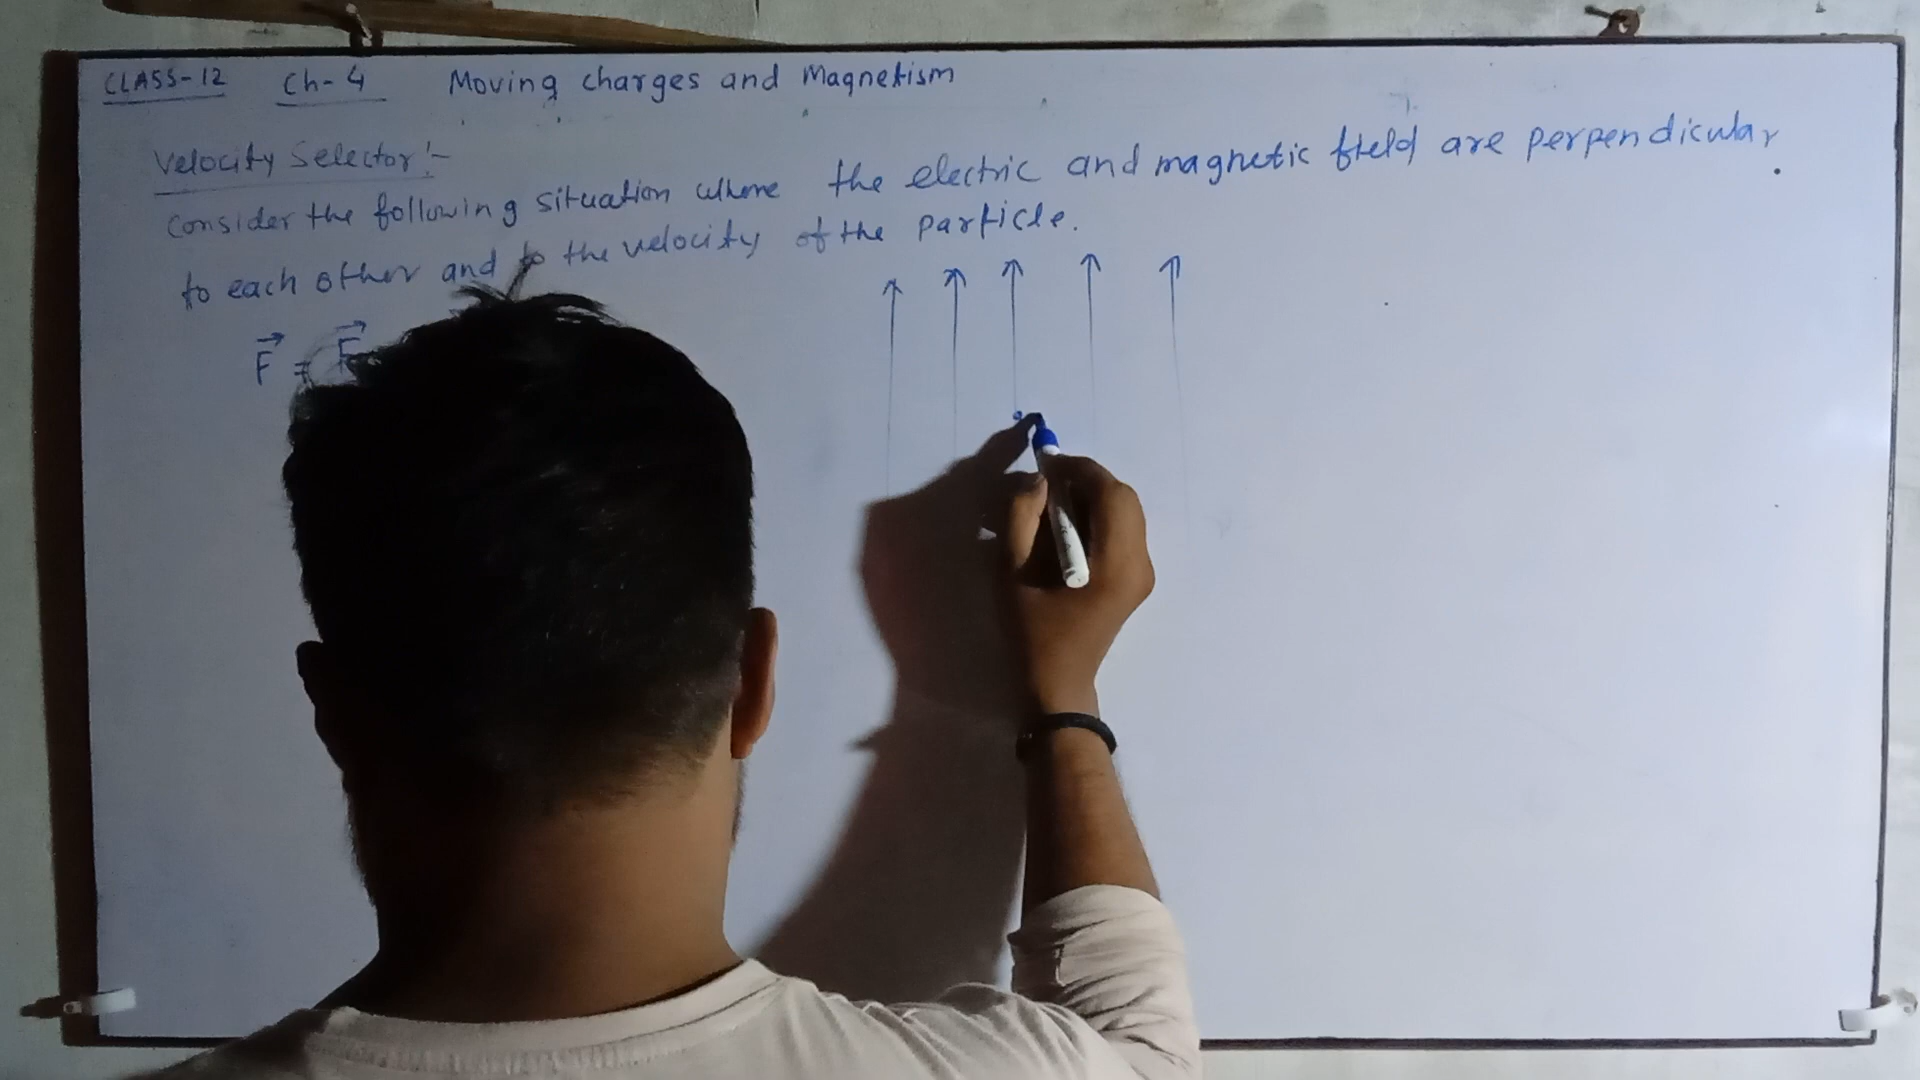 CLASS-12 Ch-4 Moving charges and Magnetism
Velocity Selector:-
Consider the following situation where the electric and magnetic field are perpendicular
to each other and to the velocity of the particle.
F = F